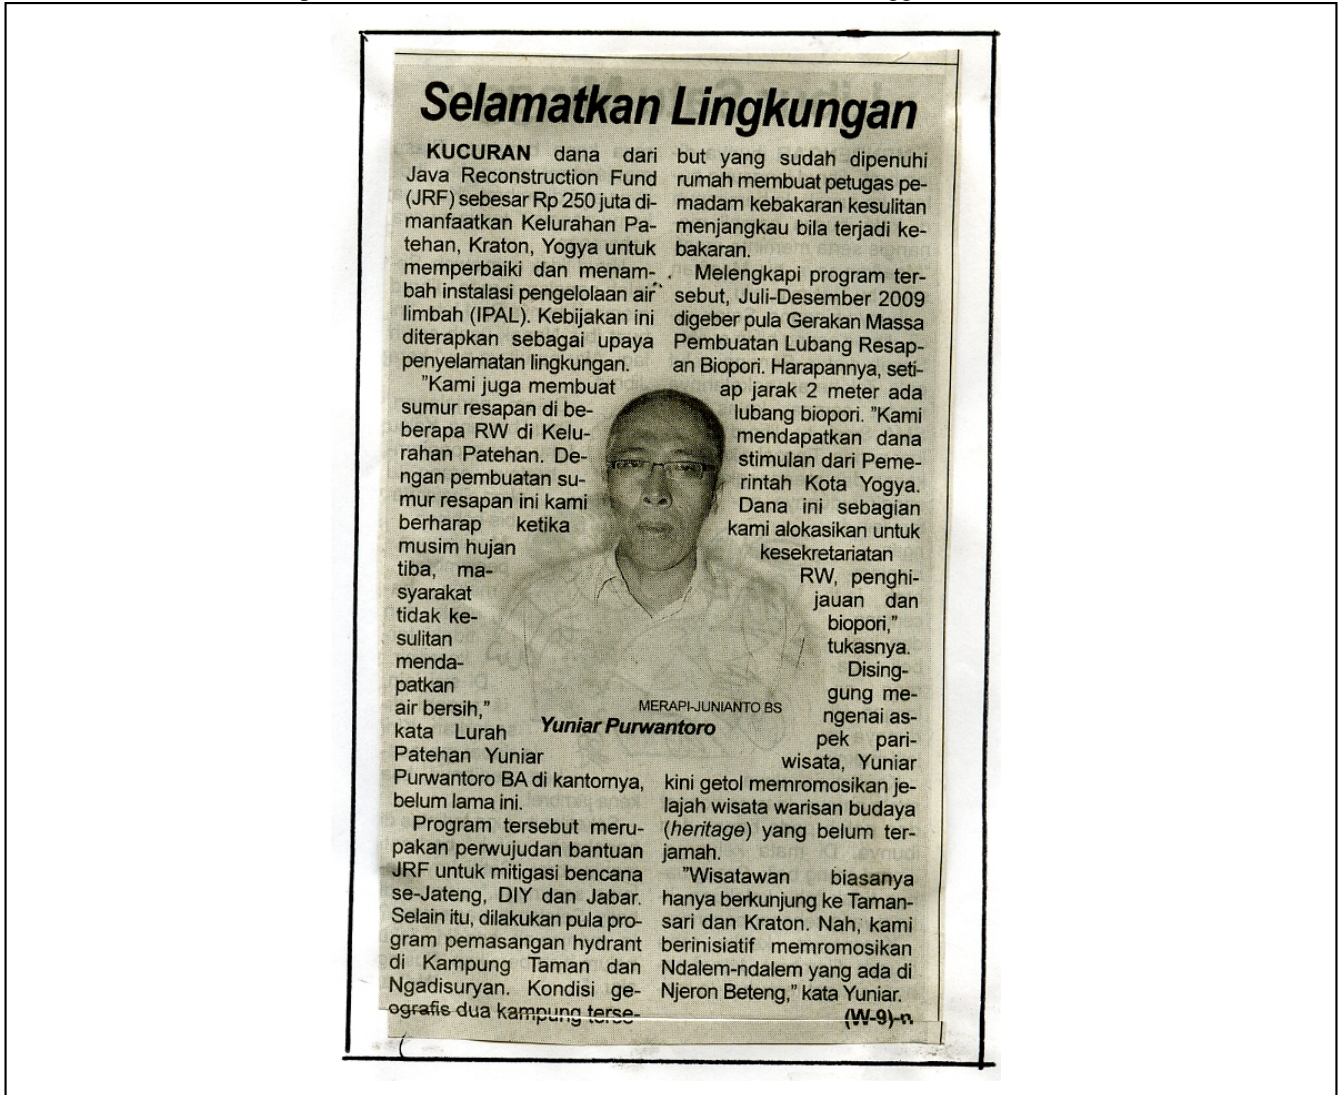 Selamatkan Lingkungan
KUCURAN dana dari
Java Reconstruction Fund
(JRF) sebesar Rp 250 juta di-
manfaatkan Kelurahan Pa-
tehan, Kraton, Yogya untuk
memperbaiki dan menam-
bah instalasi pengelolaan air
limbah (IPAL). Kebijakan ini
diterapkan sebagai upaya
penyelamatan lingkungan.
"Kami juga membuat
sumur resapan di be-
berapa RW di Kelu-
rahan Patehan. De-
ngan pembuatan su-
mur resapan ini kami
berharap ketika
musim hujan
tiba, ma-
syarakat
tidak ke-
sulitan
menda-
patkan
air bersih,"
kata Lurah
Patehan Yuniar
Purwantoro BA di kantornya,
belum lama ini.
Program tersebut meru-
pakan perwujudan bantuan
JRF untuk mitigasi bencana
se-Jateng, DIY dan Jabar.
Selain itu, dilakukan pula pro-
gram pemasangan hydrant
di Kampung Taman dan
Ngadisuryan. Kondisi ge-
ografis dua kampung terse-
but yang sudah dipenuhi
rumah membuat petugas pe-
madam kebakaran kesulitan
menjangkau bila terjadi ke-
bakaran.
Melengkapi program ter-
sebut, Juli-Desember 2009
digeber pula Gerakan Massa
Pembuatan Lubang Resap-
an Biopori. Harapannya, seti-
ap jarak 2 meter ada
lubang biopori. "Kami
mendapatkan dana
stimulan dari Peme-
rintah Kota Yogya.
Dana ini sebagian
kami alokasikan untuk
kesekretariatan
RW, penghi-
jauan dan
biopori,"
tukasnya.
Dising-
gung me-
ngenai as-
pek pari-
wisata, Yuniar
kini getol memromosikan je-
lajah wisata warisan budaya
(heritage) yang belum ter-
jamah.
"Wisatawan biasanya
hanya berkunjung ke Taman-
sari dan Kraton. Nah, kami
berinisiatif memromosikan
Ndalem-ndalem yang ada di
Njeron Beteng," kata Yuniar.
(W-9)-n
MERAPI-JUNIANTO BS
Yuniar Purwantoro